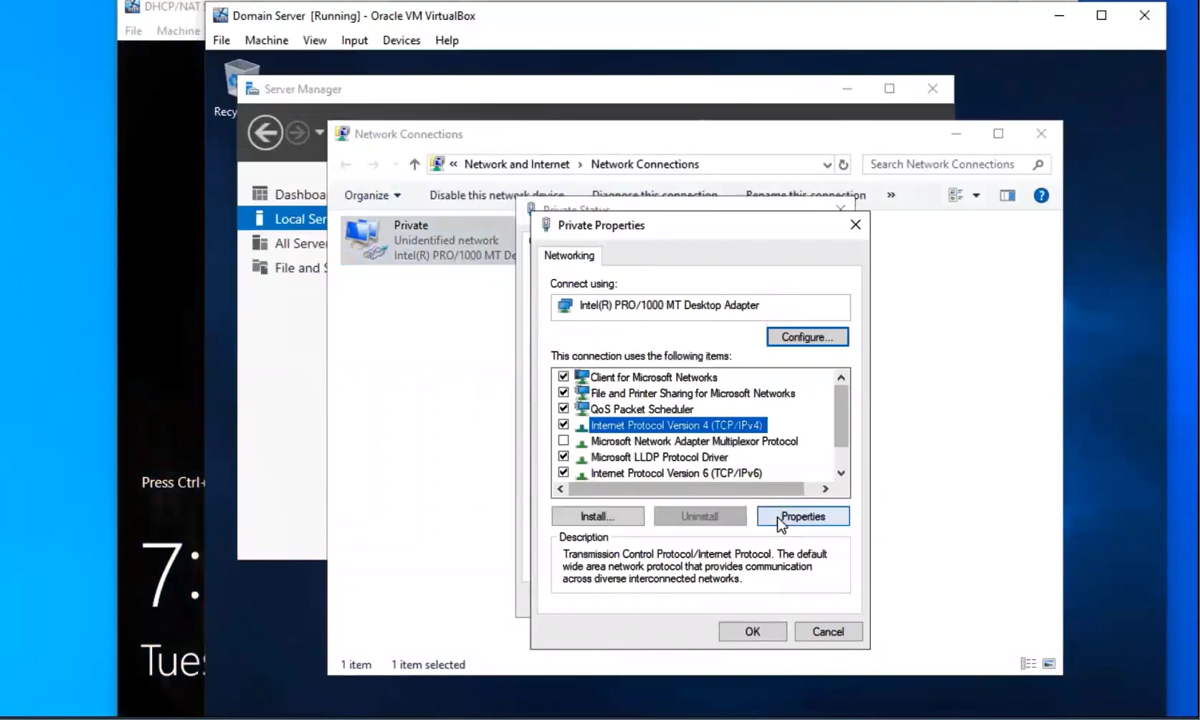 DHCP/NAT S
File Machine
Domain Server [Running] - Oracle VM VirtualBox
File Machine View Input Devices Help
Recy
Server Manager
Network Connections
« Network and Internet › Network Connections
Search Network Connections
Organize
Disable this network device
Diagnose this connection
Rename this connection
»
Dashboa
Local Ser
All Server
File and S
Private
Unidentified network
Intel(R) PRO/1000 MT De
Private Status
Private Properties
Networking
Connect using:
Intel(R) PRO/1000 MT Desktop Adapter
Configure...
This connection uses the following items:
Client for Microsoft Networks
File and Printer Sharing for Microsoft Networks
QoS Packet Scheduler
Internet Protocol Version 4 (TCP/IPv4)
Microsoft Network Adapter Multiplexor Protocol
Microsoft LLDP Protocol Driver
Internet Protocol Version 6 (TCP/IPv6)
Install...
Uninstall
Properties
Description
Transmission Control Protocol/Internet Protocol. The default
wide area network protocol that provides communication
across diverse interconnected networks.
OK
Cancel
Press Ctrl+
7:
Tues
1 item 1 item selected